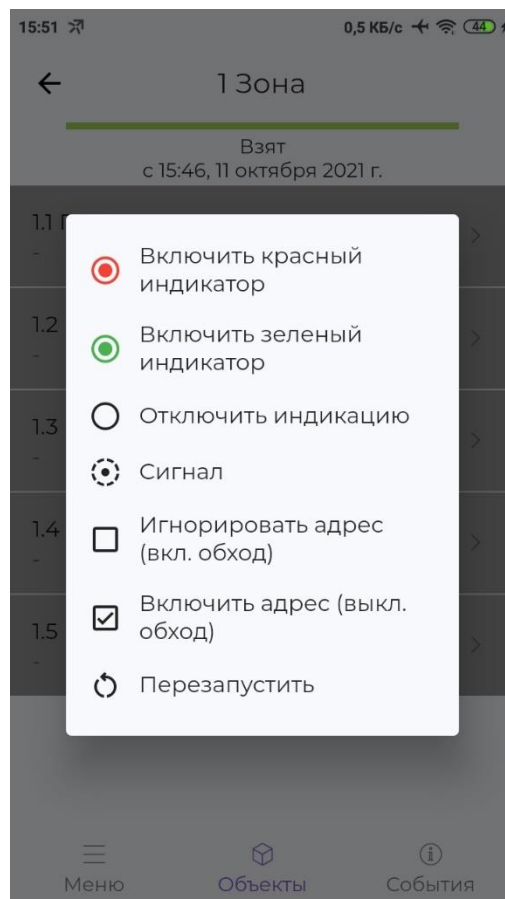 15:51
0,5 КБ/с 44
1 Зона
Взят
с 15:46, 11 октября 2021 г.
1.1
-
Включить красный
индикатор
1.2
-
Включить зеленый
индикатор
1.3
-
Отключить индикацию
Сигнал
1.4
-
Игнорировать адрес
(вкл. обход)
1.5
-
Включить адрес (выкл.
обход)
Перезапустить
Меню
Объекты
События